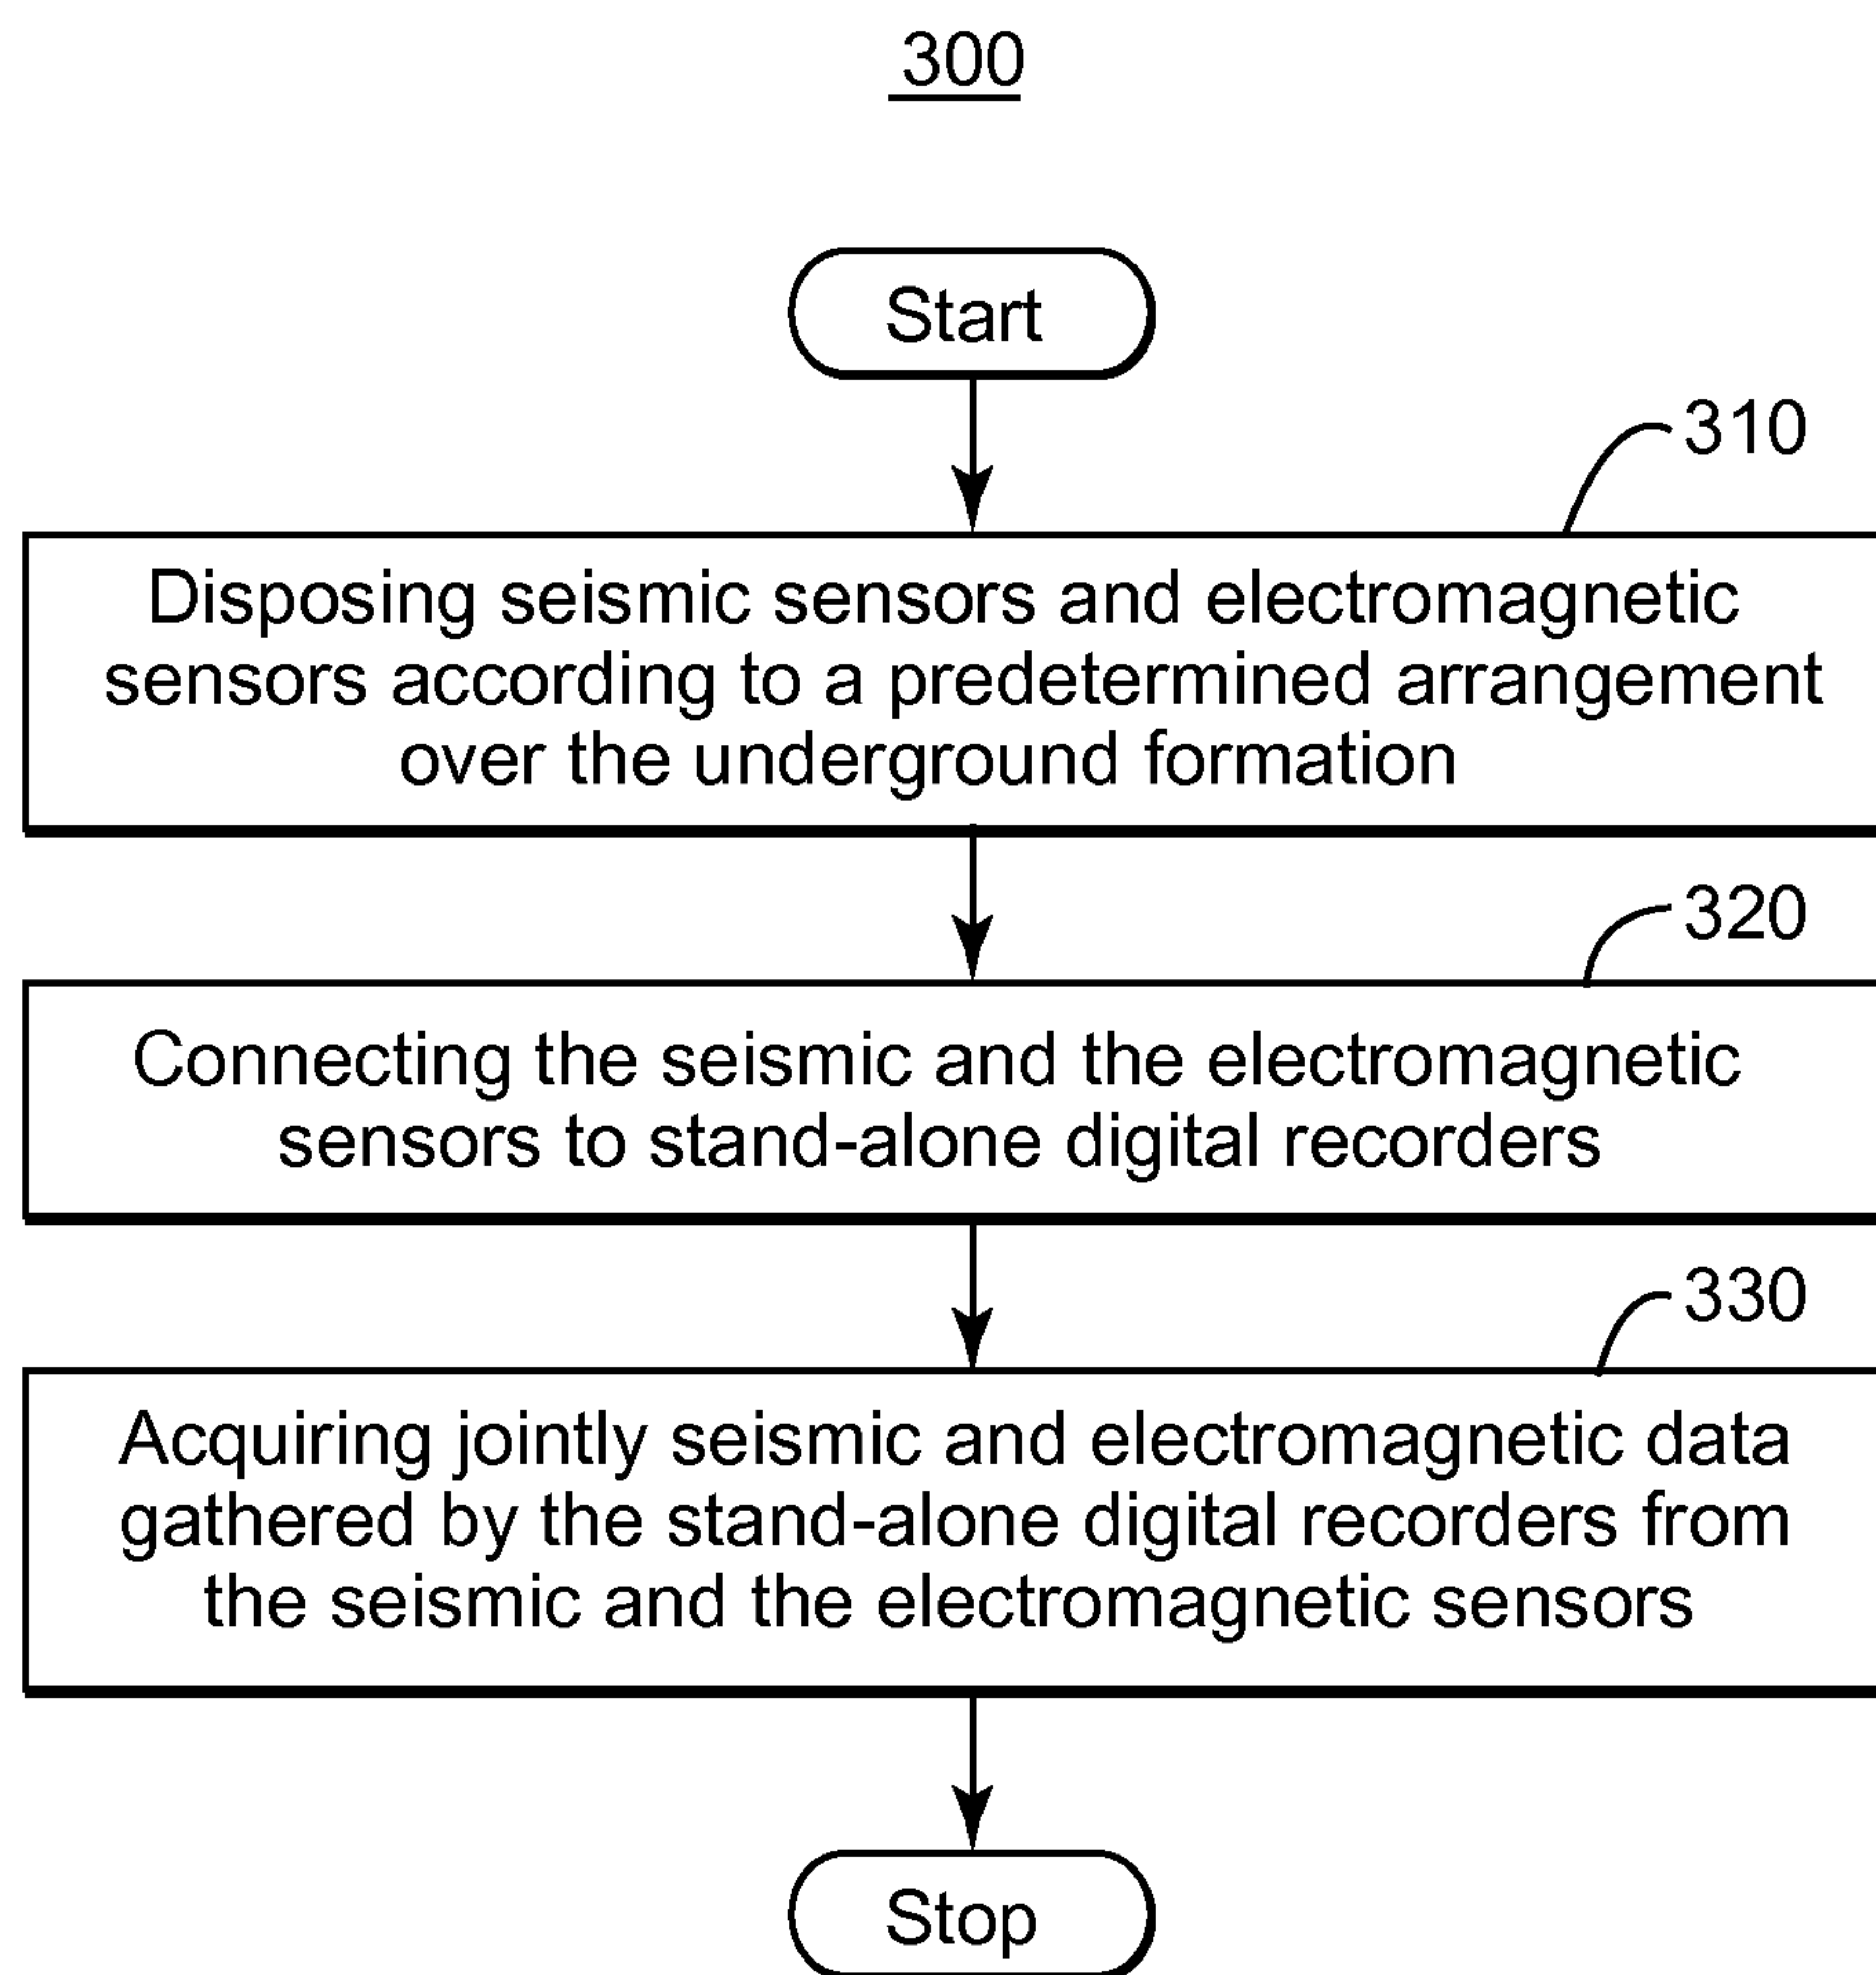 300
Start
310
Disposing seismic sensors and electromagnetic
sensors according to a predetermined arrangement
over the underground formation
320
Connecting the seismic and the electromagnetic
sensors to stand-alone digital recorders
330
Acquiring jointly seismic and electromagnetic data
gathered by the stand-alone digital recorders from
the seismic and the electromagnetic sensors
Stop